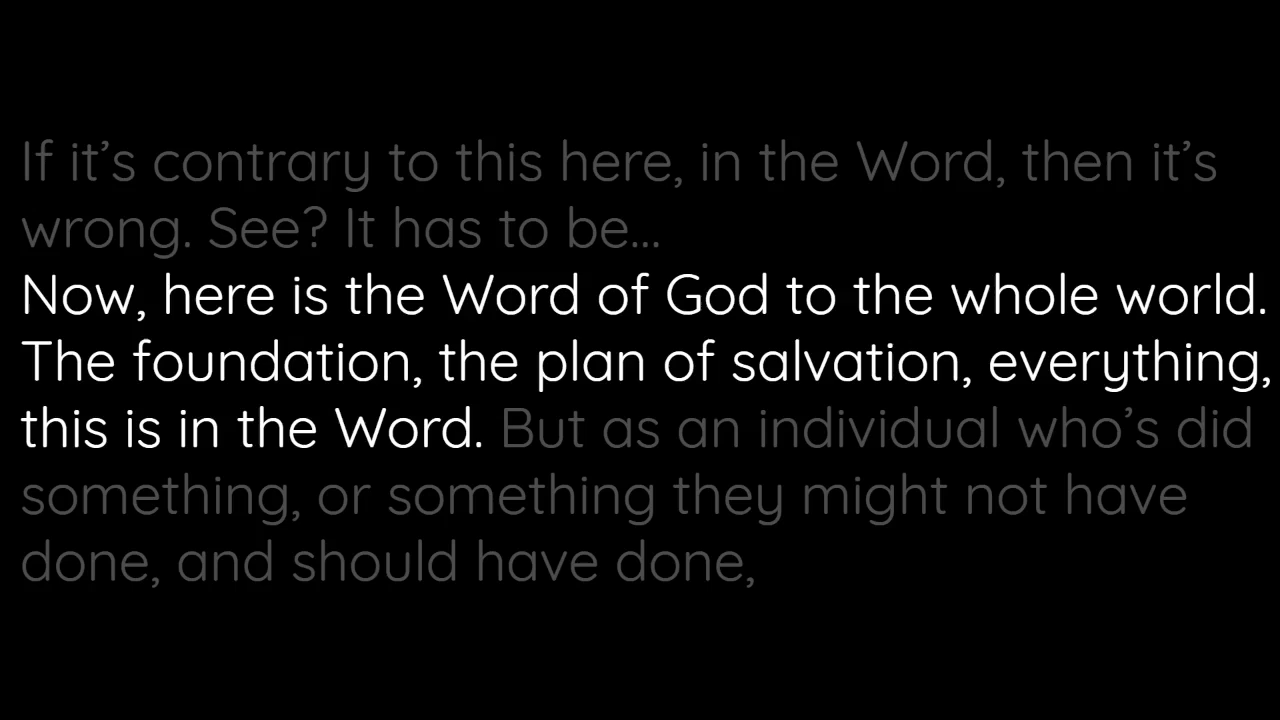 If it’s contrary to this here, in the Word, then it’s
wrong. See? It has to be...
Now, here is the Word of God to the whole world.
The foundation, the plan of salvation, everything,
this is in the Word. But as an individual who’s did
something, or something they might not have
done, and should have done,